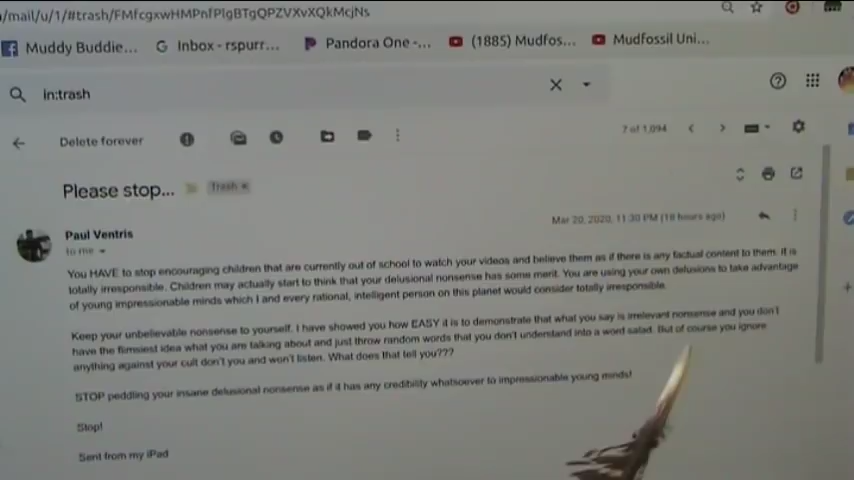 /mail/u/1/#trash/FMfcgxwHMPnfPlgBTgQPZVXvXQkMcjNs
Muddy Buddie... Inbox - rspurr... Pandora One -... (1885) Mudfos... Mudfossil Uni...
in:trash
Delete forever 7 of 1,094
Please stop... Trash ×
Mar 20, 2020, 11:30 PM (18 hours ago)
Paul Ventris
to me
You HAVE to stop encouraging children that are currently out of school to watch your videos and believe them as if there is any factual content to them. It is
totally irresponsible. Children may actually start to think that your delusional nonsense has some merit. You are using your own delusions to take advantage
of young impressionable minds which I and every rational, intelligent person on this planet would consider totally irresponsible.
Keep your unbelievable nonsense to yourself. I have showed you how EASY it is to demonstrate that what you say is irrelevant nonsense and you don't
have the flimsiest idea what you are talking about and just throw random words that you don't understand into a word salad. But of course you ignore
anything against your cult don't you and won't listen. What does that tell you???
STOP peddling your insane delusional nonsense as if it has any credibility whatsoever to impressionable young minds!
Stop!
Sent from my iPad